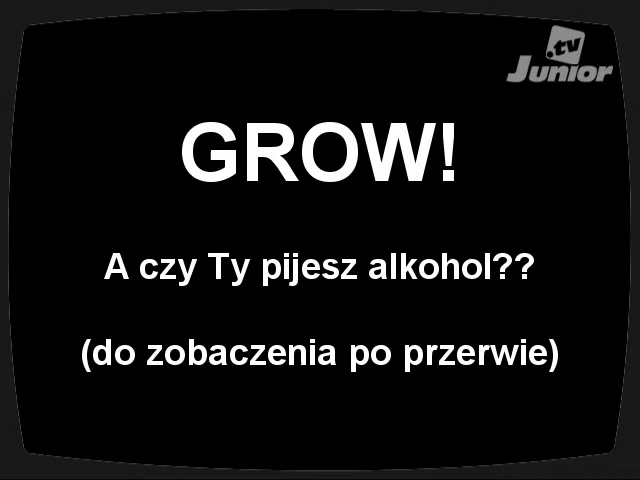 .tv
Junior
GROW!
A czy Ty pijesz alkohol??
(do zobaczenia po przerwie)